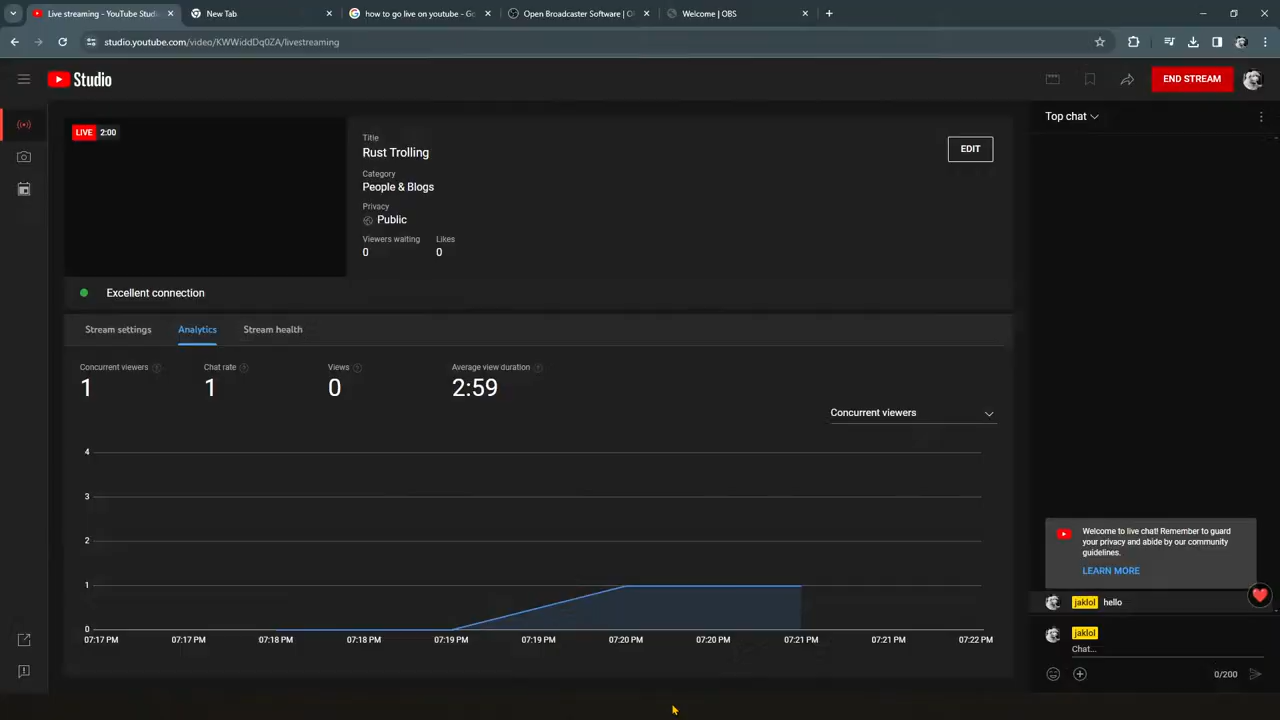 Live streaming - YouTube Studi
New Tab
how to go live on youtube - Go
Open Broadcaster Software | O
Welcome | OBS
studio.youtube.com/video/KWWiddDq0ZA/livestreaming
Studio
END STREAM
LIVE 2:00
Title
Rust Trolling
EDIT
Category
People & Blogs
Privacy
Public
Viewers waiting
Likes
0
0
Excellent connection
Stream settings
Analytics
Stream health
Concurrent viewers
Chat rate
Views
Average view duration
1
1
0
2:59
Concurrent viewers
4
3
2
1
0
07:17 PM
07:17 PM
07:18 PM
07:18 PM
07:19 PM
07:19 PM
07:20 PM
07:20 PM
07:21 PM
07:21 PM
07:22 PM
Top chat
Welcome to live chat! Remember to guard
your privacy and abide by our community
guidelines.
LEARN MORE
jaklol hello
jaklol
Chat...
0/200